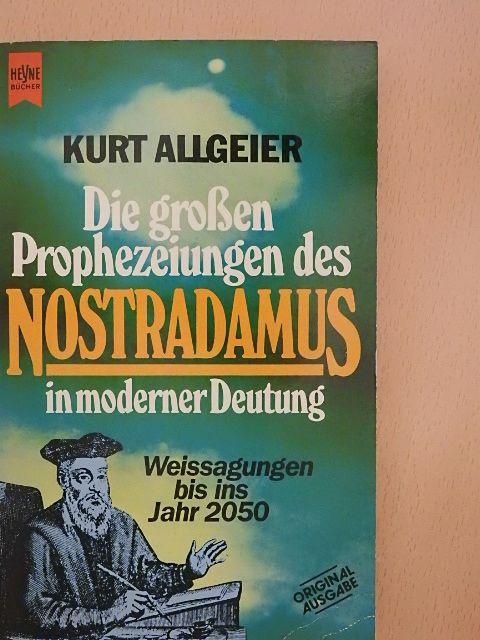 HEYNE
BÜCHER
KURT ALLGEIER
Die großen
Prophezeiungen des
NOSTRADAMUS
in moderner Deutung
Weissagungen
bis ins
Jahr 2050
ORIGINAL
AUSGABE